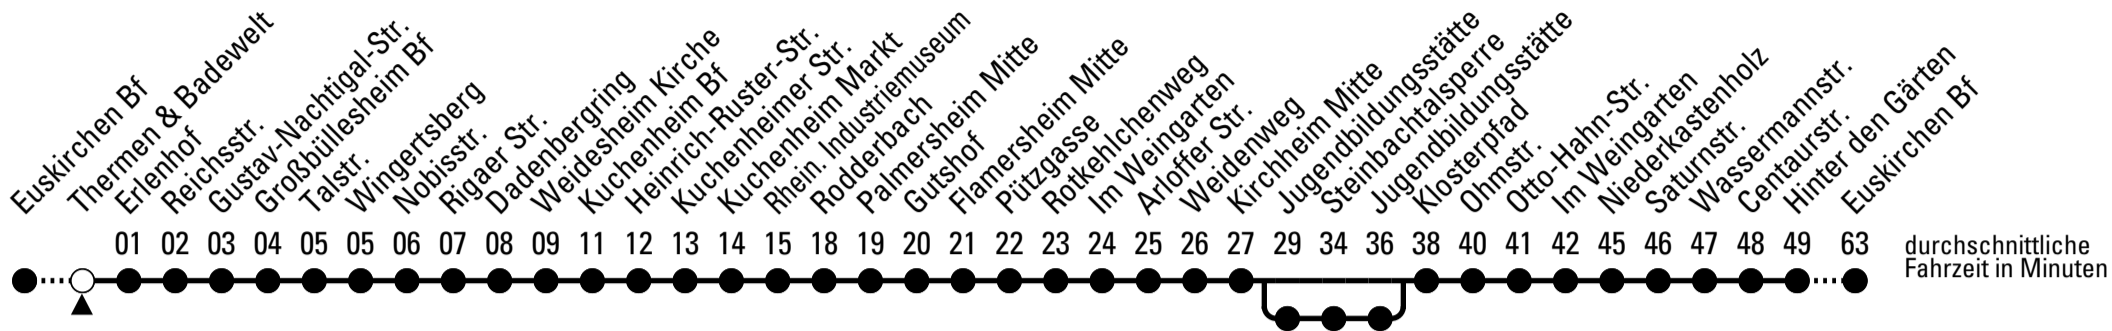 Euskirchen Bf
Thermen & Badewelt
Erlenhof
Reichsstr.
Gustav-Nachtigal-Str.
Großbüllesheim Bf
Talstr.
Wingertsberg
Nobisstr.
Rigaer Str.
Dadenbergring
Weidesheim Kirche
Kuchenheim Bf
Heinrich-Ruster-Str.
Kuchenheimer Str.
Kuchenheim Markt
Rhein. Industriemuseum
Rodderbach
Palmersheim Mitte
Gutshof
Flamersheim Mitte
Pützgasse
Rotkehlchenweg
Im Weingarten
Arloffer Str.
Weidenweg
Kirchheim Mitte
Jugendbildungsstätte
Steinbachtalsperre
Jugendbildungsstätte
Klosterpfad
Ohmstr.
Otto-Hahn-Str.
Im Weingarten
Niederkastenholz
Saturnstr.
Wassermannstr.
Centaurstr.
Hinter den Gärten
Euskirchen Bf
01 02 03 04 05 05 06 07 08 09 11 12 13 14 15 18 19 20 21 22 23 24 25 26 27 29 34 36 38 40 41 42 45 46 47 48 49 63
durchschnittliche
Fahrzeit in Minuten